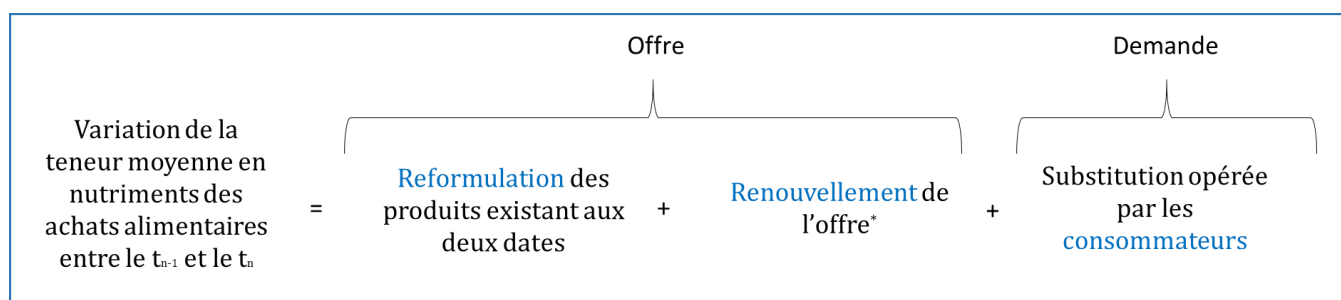 Offre
Demande
Variation de la
teneur moyenne en
nutriments des
achats alimentaires
entre le tn-1 et le tn
=
Reformulation des
produits existant aux
deux dates
+
Renouvellement de
l'offre*
+
Substitution opérée
par les
consommateurs